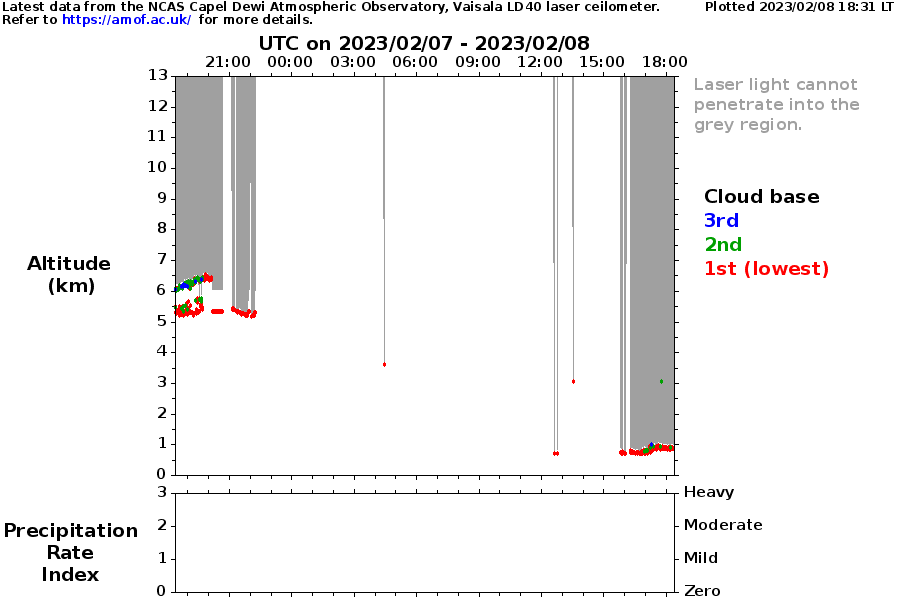 Latest data from the NCAS Capel Dewi Atmospheric Observatory, Vaisala LD40 laser ceilometer. Plotted 2023/02/08 18:31 LT
Refer to https://amof.ac.uk/ for more details.
UTC on 2023/02/07 - 2023/02/08
21:00 00:00 03:00 06:00 09:00 12:00 15:00 18:00
13
12
11
10
9
8
7
6
5
4
3
2
1
0
Altitude
(km)
Laser light cannot
penetrate into the
grey region.
Cloud base
3rd
2nd
1st (lowest)
3 Heavy
2 Moderate
1 Mild
0 Zero
Precipitation
Rate
Index